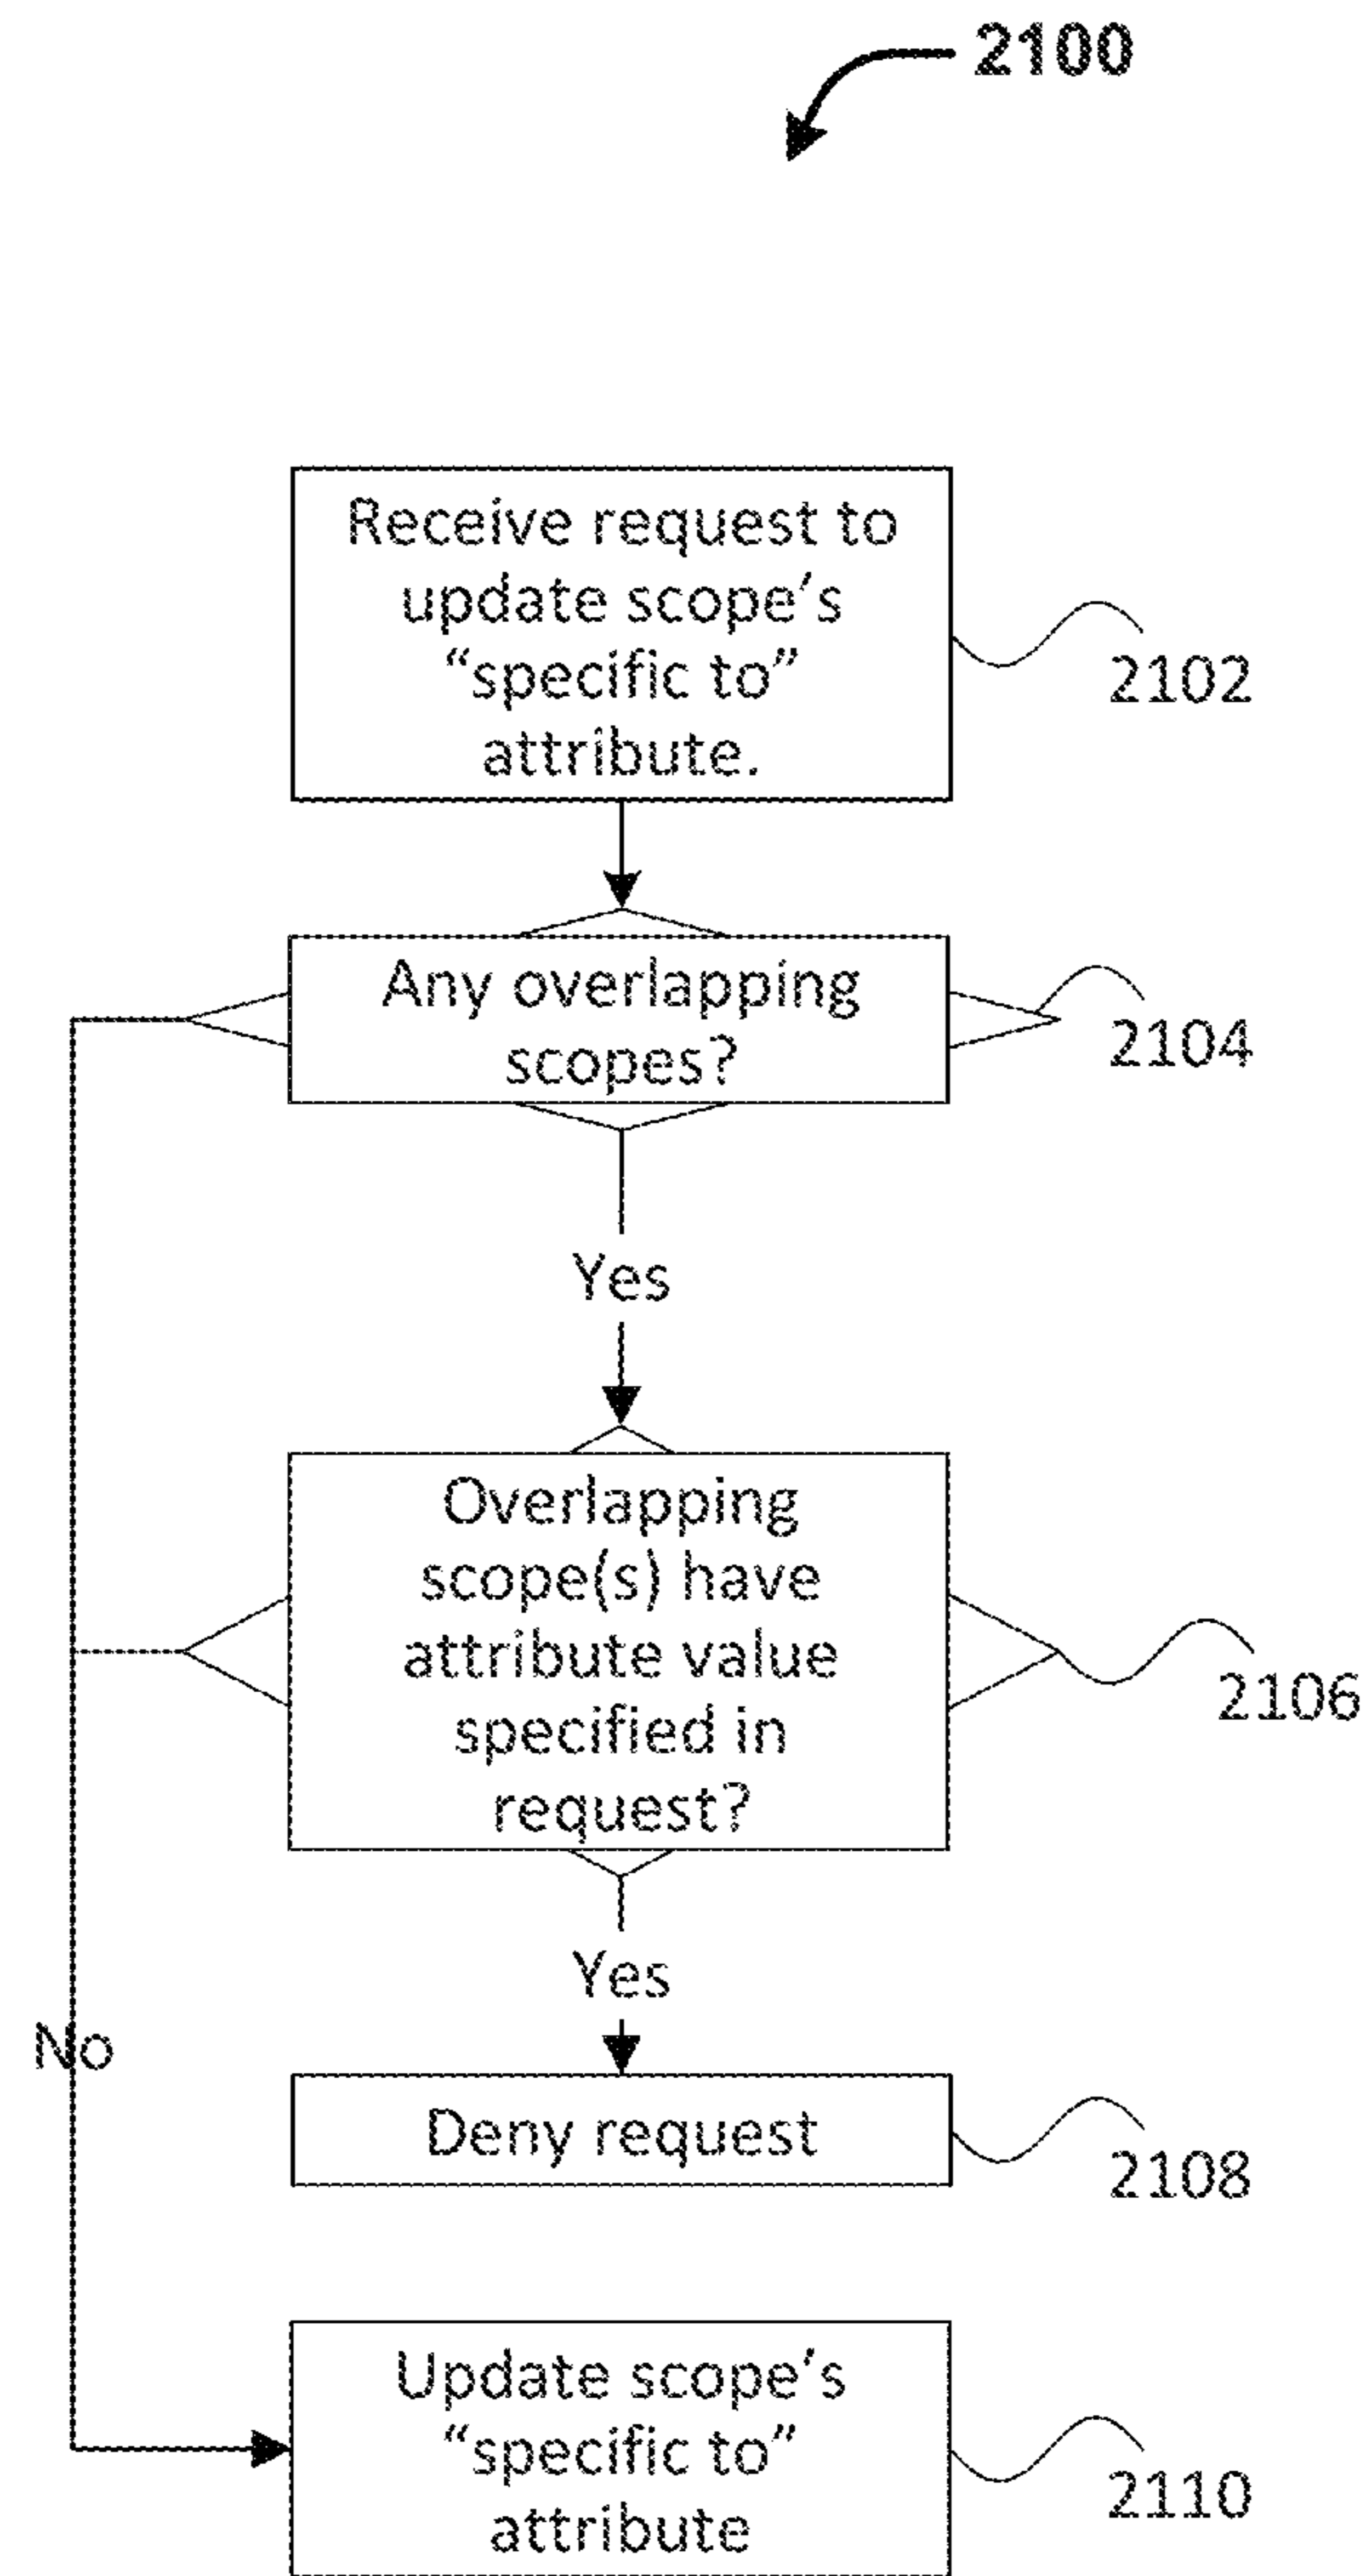 2100
Receive request to
update scope’s
“specific to”
attribute.
2102
Any overlapping
scopes?
2104
Yes
Overlapping
scope(s) have
attribute value
specified in
request?
2106
Yes
No
Deny request
2108
Update scope’s
“specific to”
attribute
2110